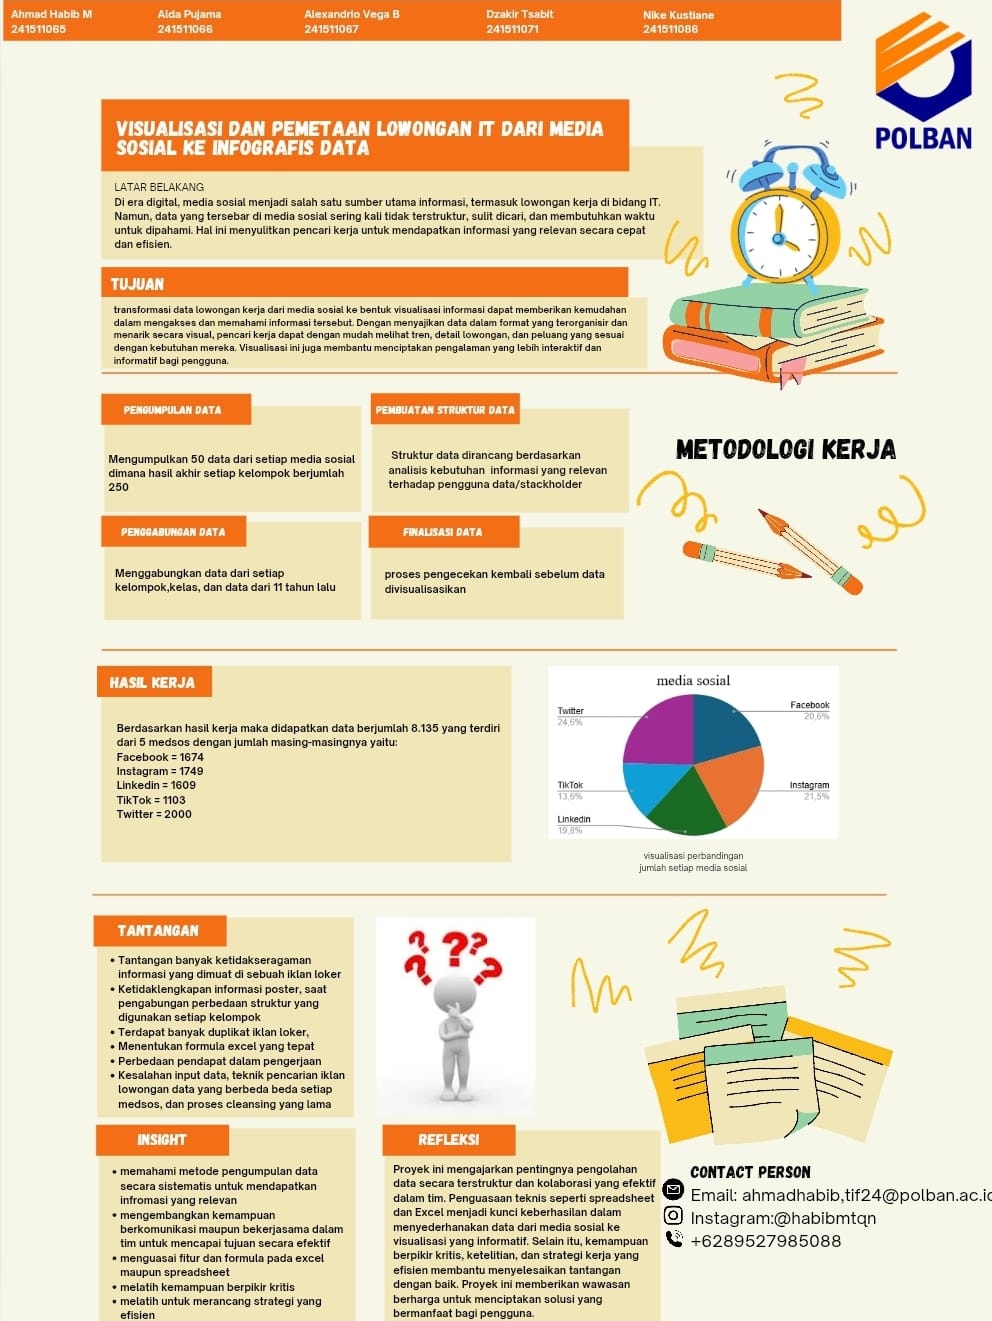 Ahmad Habib M
241511065
Alda Pujama
241511066
Alexandrio Vega B
241511067
Dzakir Tsabit
241511071
Nike Kustiane
241511086
POLBAN
VISUALISASI DAN PEMETAAN LOWONGAN IT DARI MEDIA
SOSIAL KE INFOGRAFIS DATA
LATAR BELAKANG
Di era digital, media sosial menjadi salah satu sumber utama informasi, termasuk lowongan kerja di bidang IT.
Namun, data yang tersebar di media sosial sering kali tidak terstruktur, sulit dicari, dan membutuhkan waktu
untuk dipahami. Hal ini menyulitkan pencari kerja untuk mendapatkan informasi yang relevan secara cepat
dan efisien.
TUJUAN
transformasi data lowongan kerja dari media sosial ke bentuk visualisasi informasi dapat memberikan kemudahan
dalam mengakses dan memahami informasi tersebut. Dengan menyajikan data dalam format yang terorganisir dan
menarik secara visual, pencari kerja dapat dengan mudah melihat tren, detail lowongan, dan peluang yang sesuai
dengan kebutuhan mereka. Visualisasi ini juga membantu menciptakan pengalaman yang lebih interaktif dan
informatif bagi pengguna.
PENGUMPULAN DATA
Mengumpulkan 50 data dari setiap media sosial
dimana hasil akhir setiap kelompok berjumlah
250
PEMBUATAN STRUKTUR DATA
Struktur data dirancang berdasarkan
analisis kebutuhan informasi yang relevan
terhadap pengguna data/stackholder
METODOLOGI KERJA
PENGGABUNGAN DATA
Menggabungkan data dari setiap
kelompok,kelas, dan data dari 11 tahun lalu
FINALISASI DATA
proses pengecekan kembali sebelum data
divisualisasikan
HASIL KERJA
Berdasarkan hasil kerja maka didapatkan data berjumlah 8.135 yang terdiri
dari 5 medsos dengan jumlah masing-masingnya yaitu:
Facebook = 1674
Instagram = 1749
Linkedin = 1609
TikTok = 1103
Twitter = 2000
media sosial
Twitter
24,6%
Facebook
20,6%
TikTok
13,6%
Instagram
21,5%
Linkedin
19,8%
visualisasi perbandingan
jumlah setiap media sosial
TANTANGAN
• Tantangan banyak ketidakseragaman
informasi yang dimuat di sebuah iklan loker
• Ketidaklengkapan informasi poster, saat
pengabungan perbedaan struktur yang
digunakan setiap kelompok
• Terdapat banyak duplikat iklan loker,
• Menentukan formula excel yang tepat
• Perbedaan pendapat dalam pengerjaan
• Kesalahan input data, teknik pencarian iklan
lowongan data yang berbeda beda setiap
medsos, dan proses cleansing yang lama
INSIGHT
• memahami metode pengumpulan data
secara sistematis untuk mendapatkan
infromasi yang relevan
• mengembangkan kemampuan
berkomunikasi maupun bekerjasama dalam
tim untuk mencapai tujuan secara efektif
• menguasai fitur dan formula pada excel
maupun spreadsheet
• melatih kemampuan berpikir kritis
• melatih untuk merancang strategi yang
efisien
REFLEKSI
Proyek ini mengajarkan pentingnya pengolahan
data secara terstruktur dan kolaborasi yang efektif
dalam tim. Penguasaan teknis seperti spreadsheet
dan Excel menjadi kunci keberhasilan dalam
menyederhanakan data dari media sosial ke
visualisasi yang informatif. Selain itu, kemampuan
berpikir kritis, ketelitian, dan strategi kerja yang
efisien membantu menyelesaikan tantangan
dengan baik. Proyek ini memberikan wawasan
berharga untuk menciptakan solusi yang
bermanfaat bagi pengguna.
CONTACT PERSON
Email: ahmadhabib,tif24@polban.ac.id
Instagram:@habibmtqn
+6289527985088